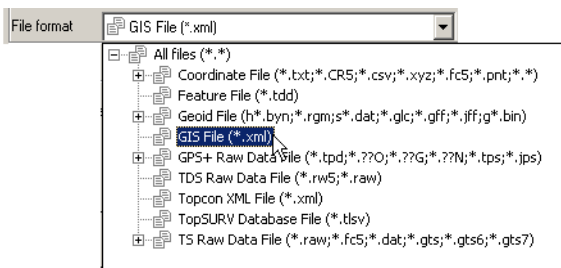 File format GIS File (*.xml)
All files (*.*)
Coordinate File (*.txt;*.CR5;*.csv;*.xyz;*.fc5;*.pnt;*.*)
Feature File (*.tdd)
Geoid File (h*.byn;*.rgm;s*.dat;*.glc;*.gff;*.jff;g*.bin)
GIS File (*.xml)
GPS+ Raw Data File (*.tpd;*.??O;*.??G;*.??N;*.tps;*.jps)
TDS Raw Data File (*.rw5;*.raw)
Topcon XML File (*.xml)
TopSURV Database File (*.tlsv)
TS Raw Data File (*.raw;*.fc5;*.dat;*.gts;*.gts6;*.gts7)